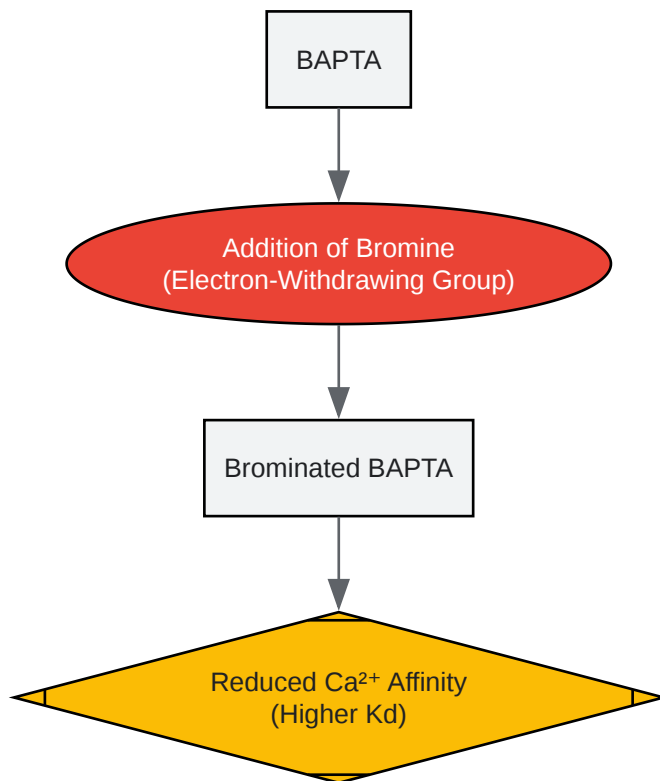 BAPTA
Addition of Bromine
(Electron-Withdrawing Group)
Brominated BAPTA
Reduced Ca²⁺ Affinity
(Higher Kd)